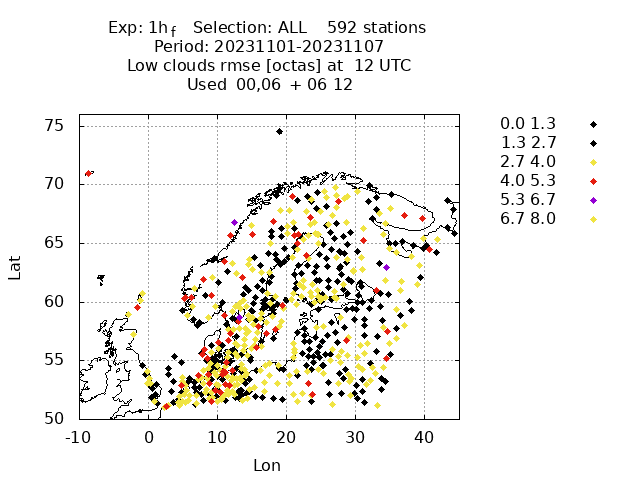 Exp: 1h f   Selection: ALL    592 stations
Period: 20231101-20231107
Low clouds rmse [octas] at  12 UTC
Used  00,06  + 06 12
75
70
65
60
55
50
Lat
-10 0 10 20 30 40
Lon
0.0 1.3
1.3 2.7
2.7 4.0
4.0 5.3
5.3 6.7
6.7 8.0